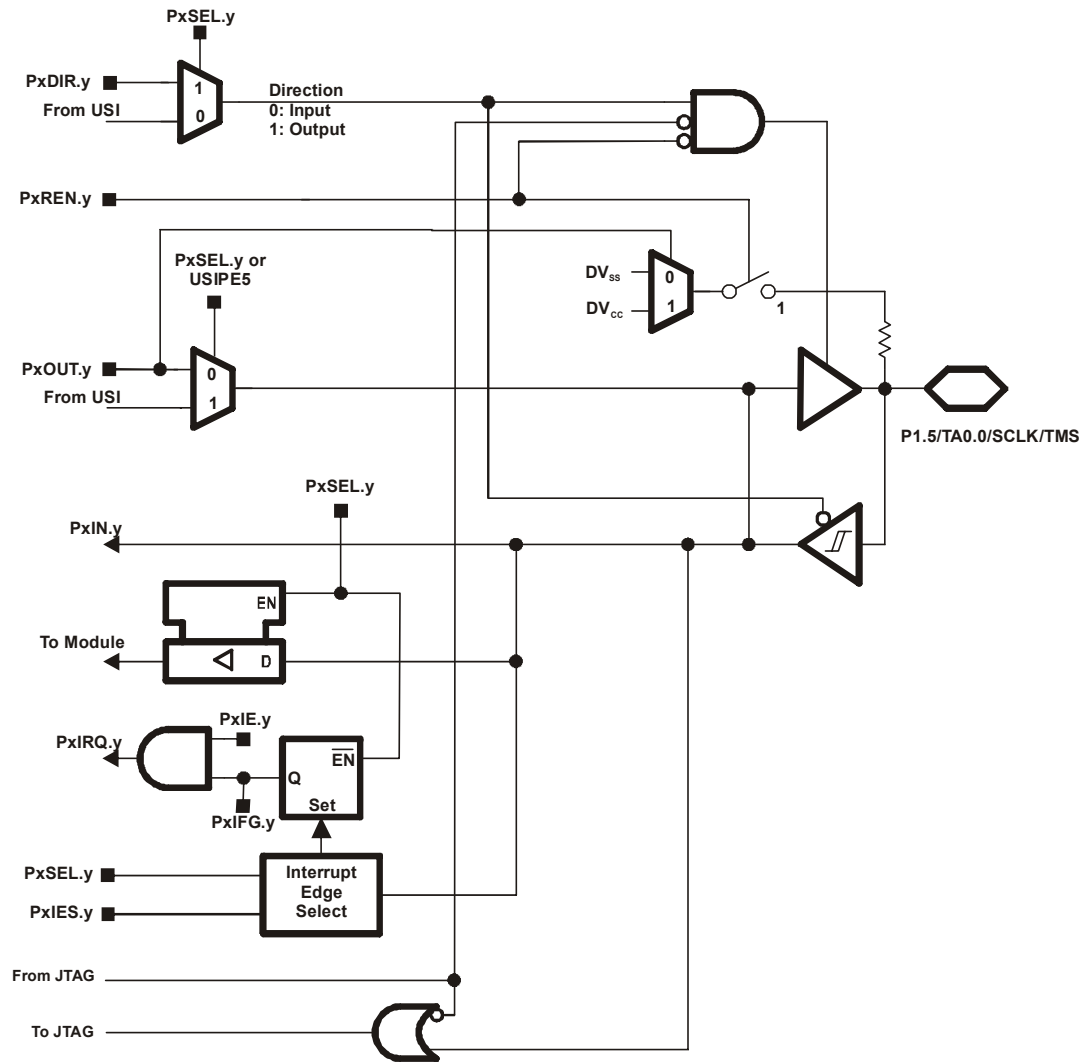 PxSEL.y
PxDIR.y
1
From USI
0
Direction
0: Input
1: Output
PxREN.y
PxSEL.y or
USIPE5
DVSS
0
DVCC
1
1
PxOUT.y
0
From USI
1
P1.5/TA0.0/SCLK/TMS
PxSEL.y
PxIN.y
EN
To Module
D
PxIE.y
PxIRQ.y
EN
Q
Set
PxIFG.y
PxSEL.y
Interrupt
Edge
Select
PxIES.y
From JTAG
To JTAG